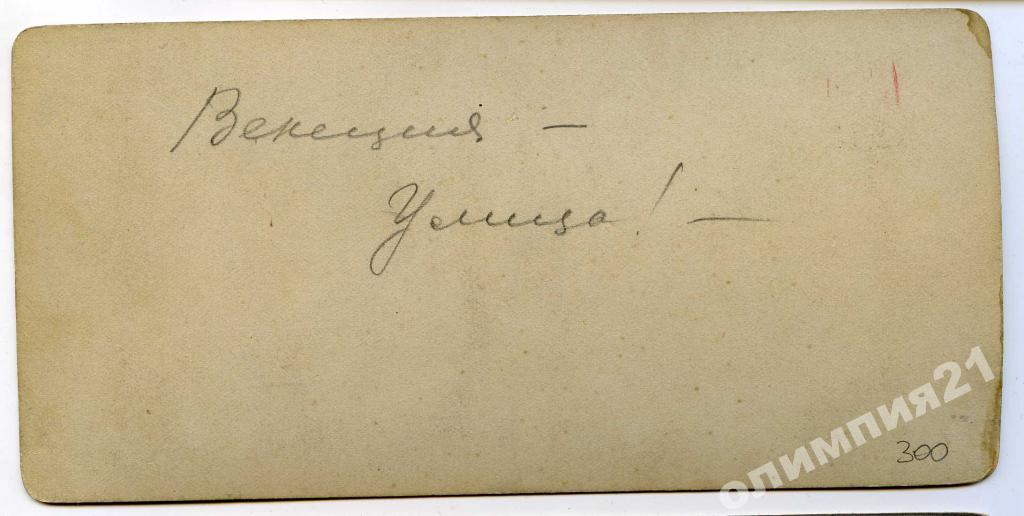 Венеция –
Улица! –
олимпия21
300